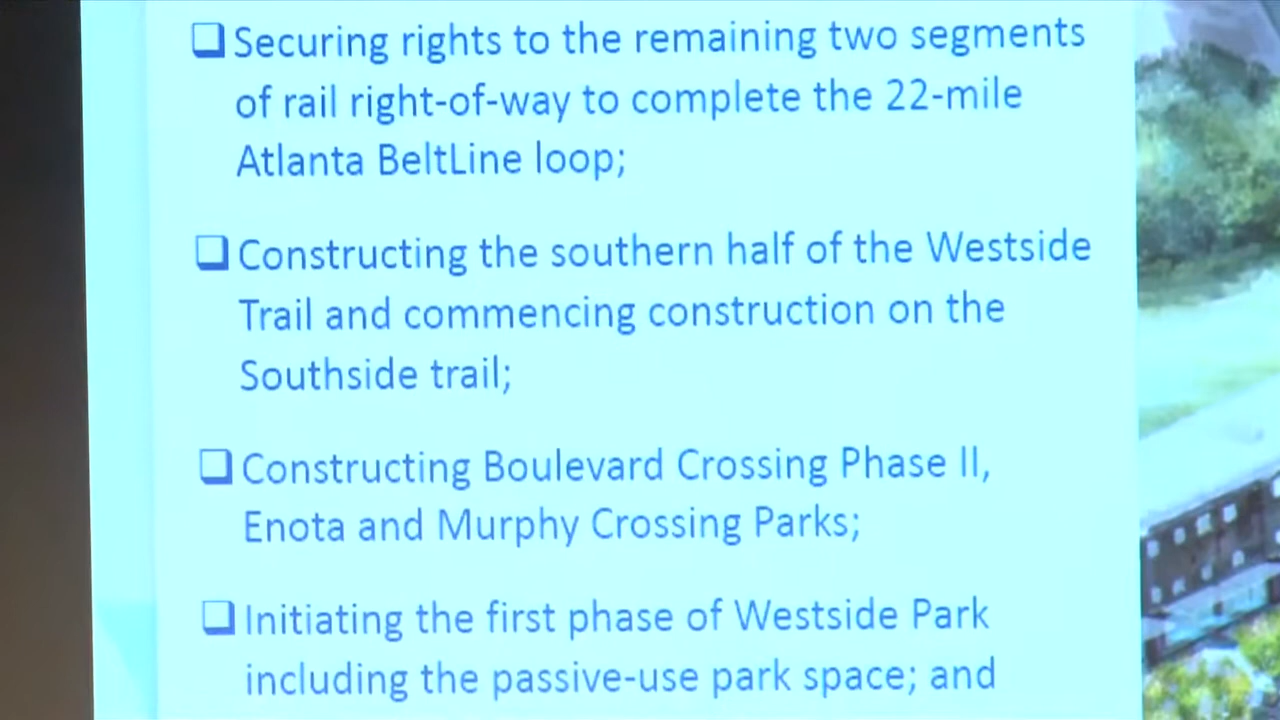 Securing rights to the remaining two segments
of rail right-of-way to complete the 22-mile
Atlanta BeltLine loop;
Constructing the southern half of the Westside
Trail and commencing construction on the
Southside trail;
Constructing Boulevard Crossing Phase II,
Enota and Murphy Crossing Parks;
Initiating the first phase of Westside Park
including the passive-use park space; and